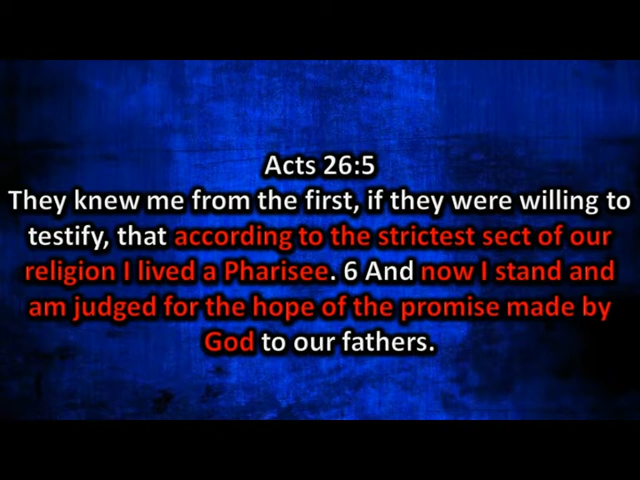 Acts 26:5
They knew me from the first, if they were willing to
testify, that according to the strictest sect of our
religion I lived a Pharisee. 6 And now I stand and
am judged for the hope of the promise made by
God to our fathers.